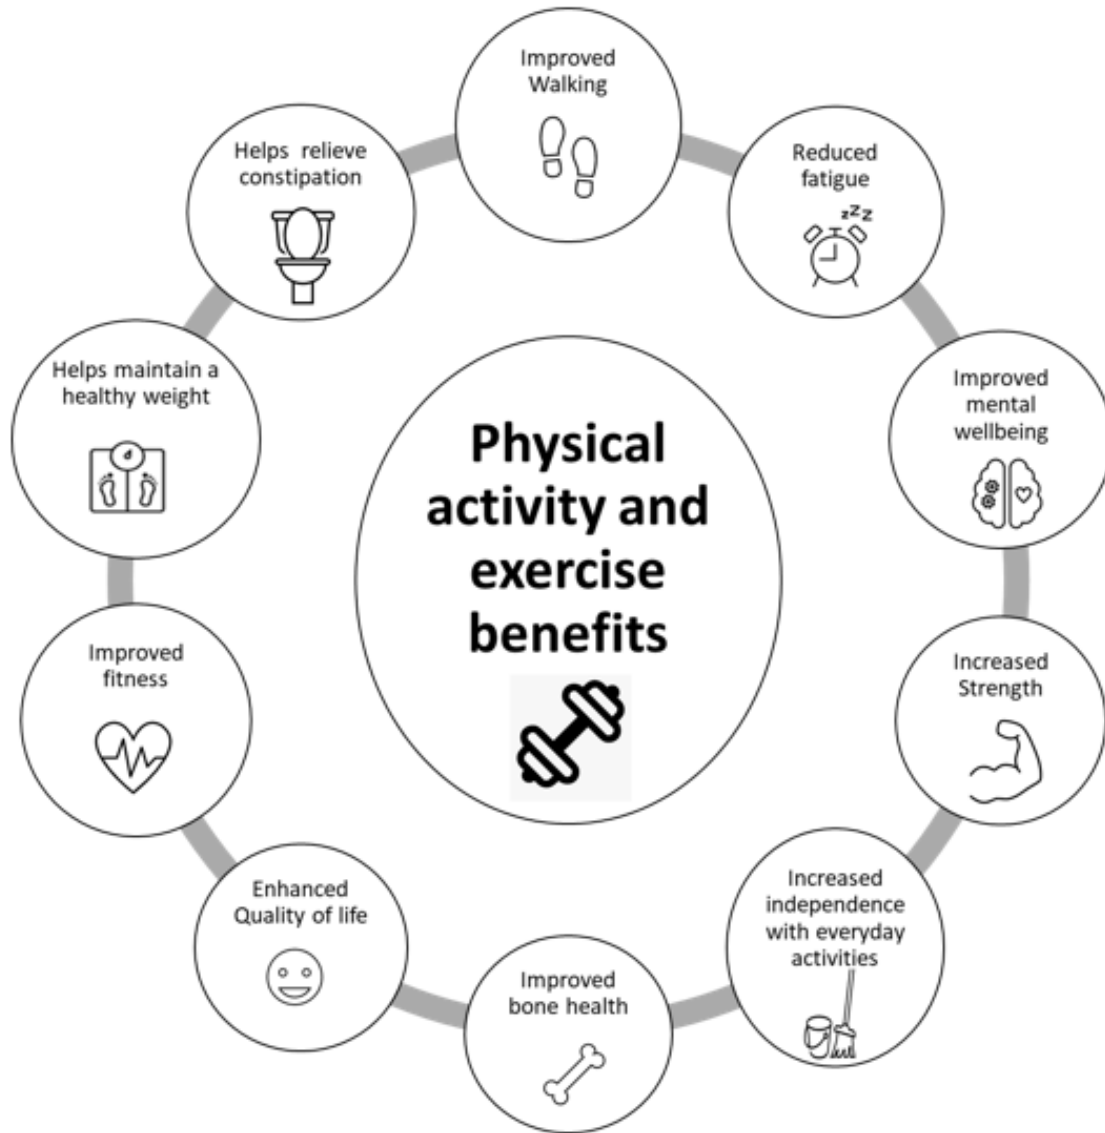 Physical
activity and
exercise
benefits
Improved
Walking
Reduced
fatigue
zZZ
Improved
mental
wellbeing
Increased
Strength
Increased
independence
with everyday
activities
Improved
bone health
Enhanced
Quality of life
Improved
fitness
Helps maintain a
healthy weight
Helps relieve
constipation